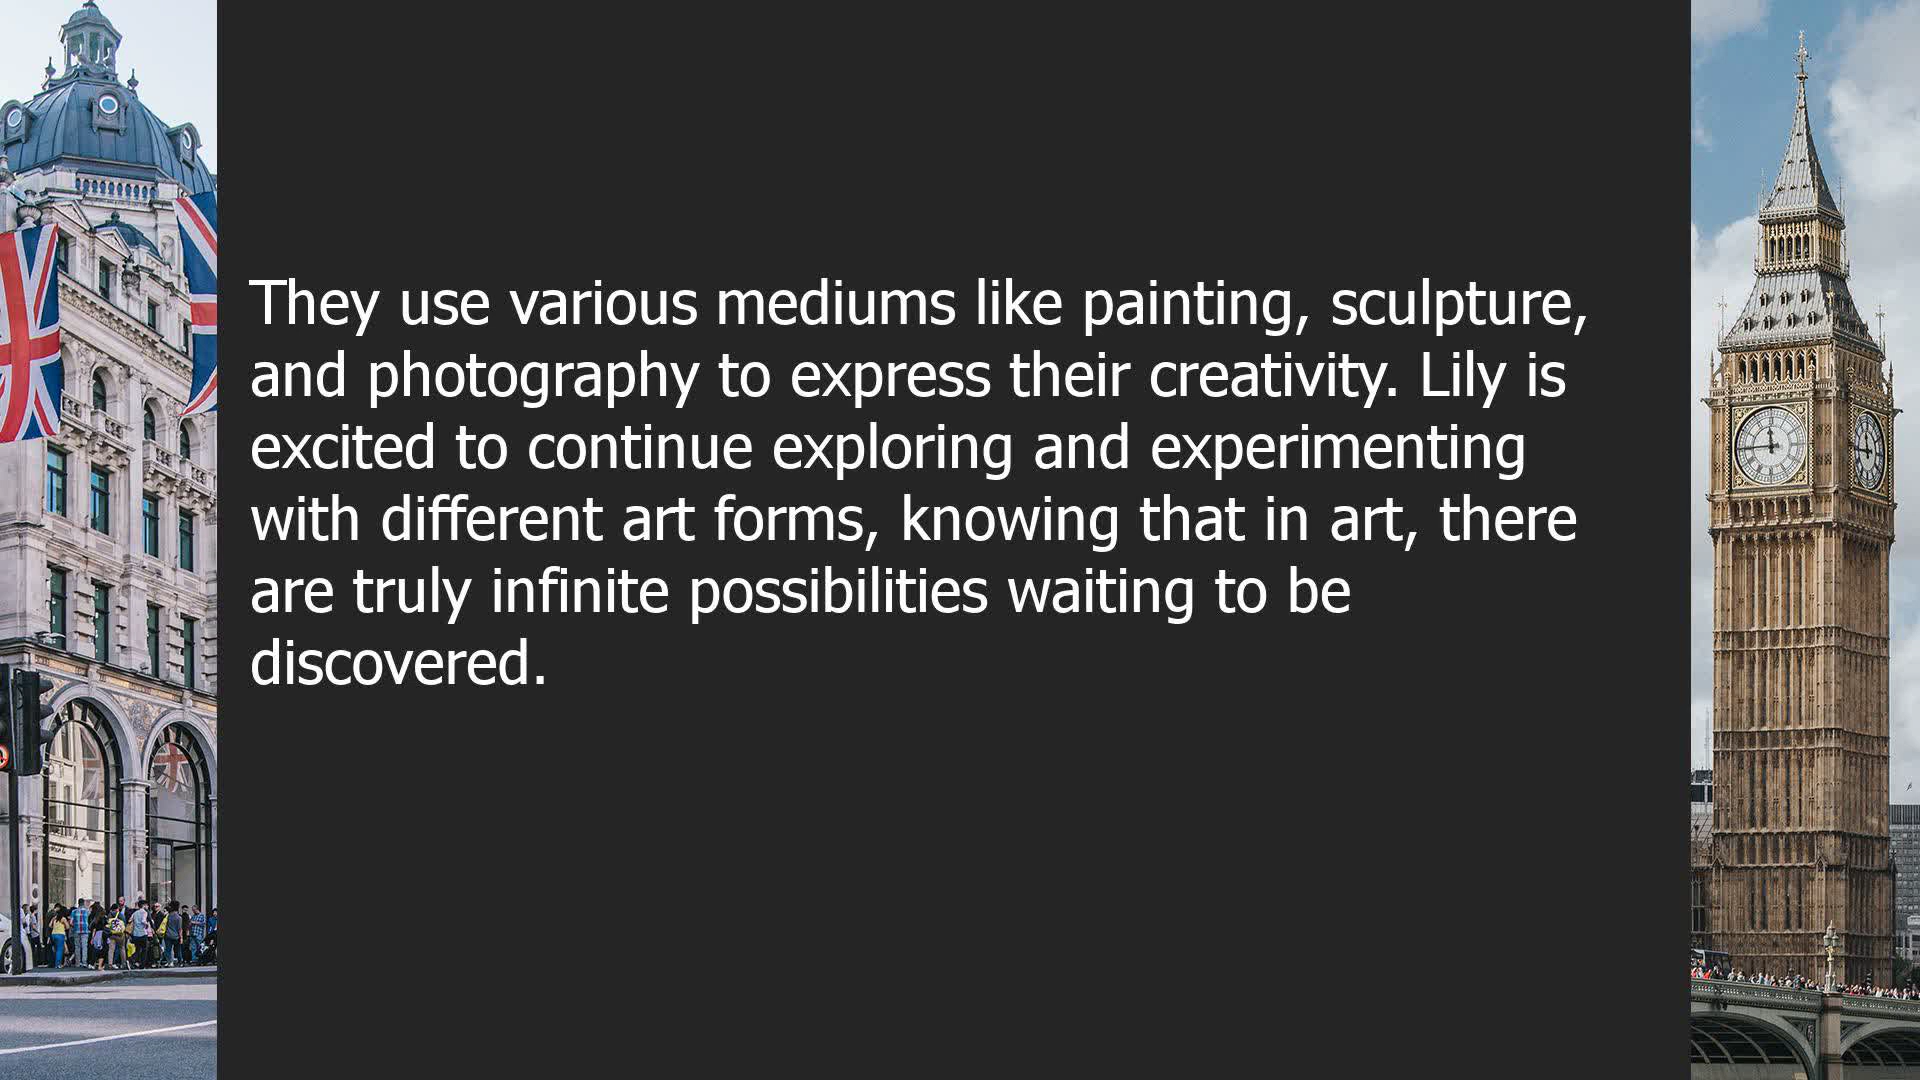 They use various mediums like painting, sculpture,
and photography to express their creativity. Lily is
excited to continue exploring and experimenting
with different art forms, knowing that in art, there
are truly infinite possibilities waiting to be
discovered.